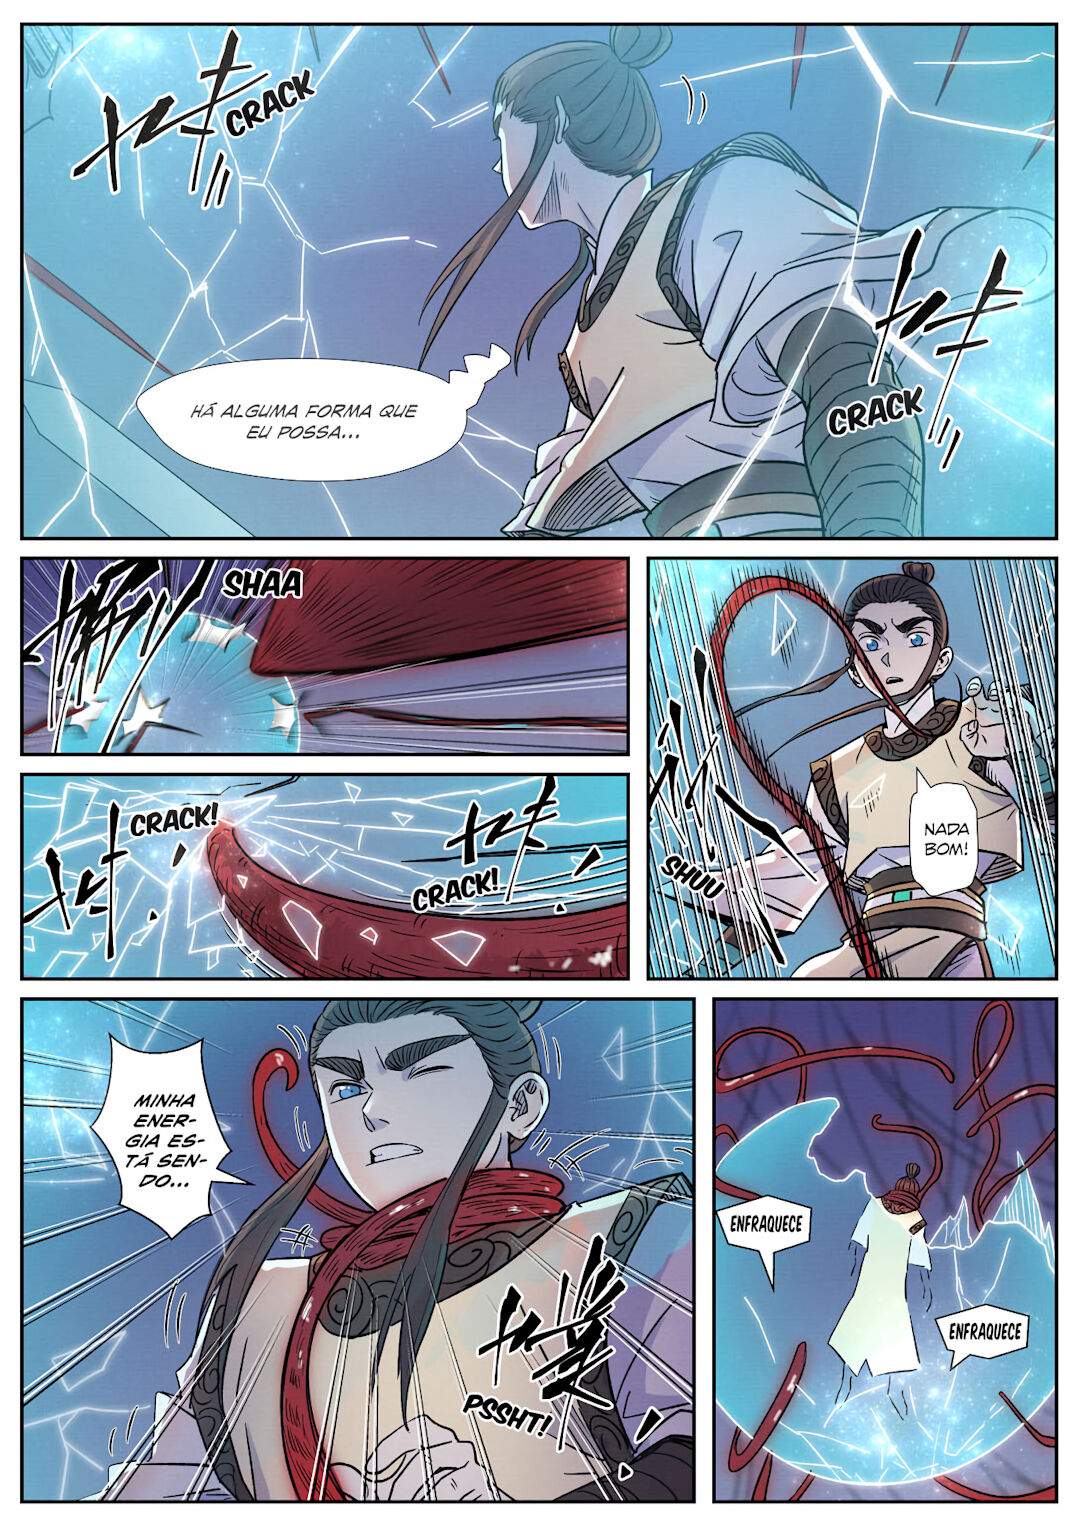 CRACK
HÁ ALGUMA FORMA QUE
EU POSSA...
CRACK
SHAA
CRACK!
CRACK!
SHUU
NADA
BOM!
MINHA
ENER-
GIA ES-
TÁ SEN-
DO...
PSSHT!
ENFRAQUECE
ENFRAQUECE